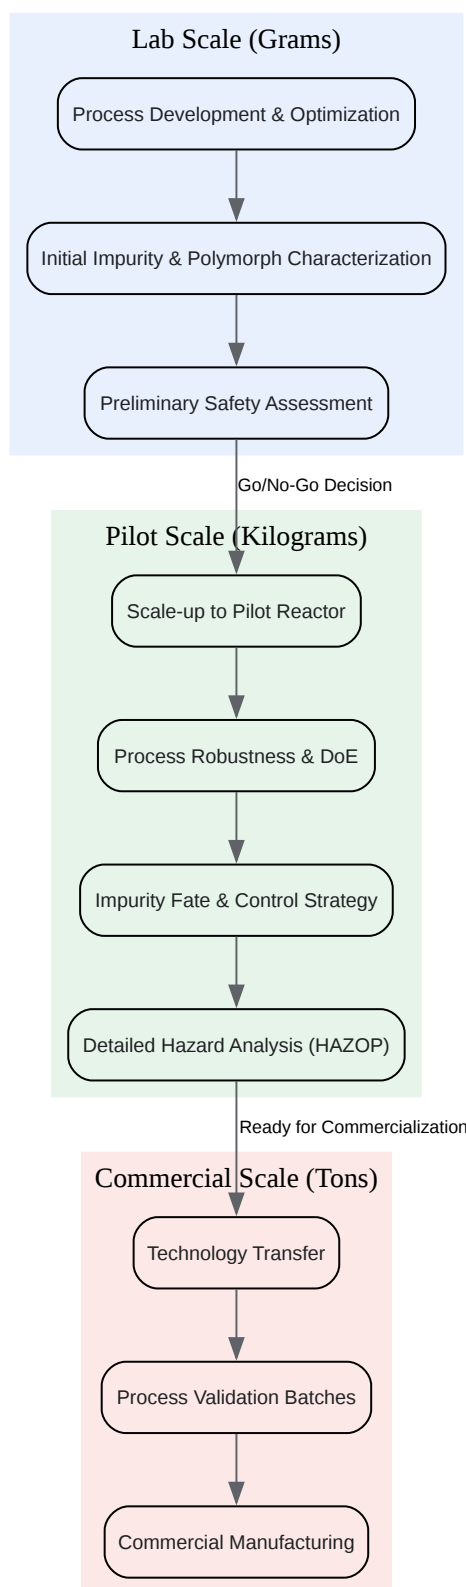 Lab Scale (Grams)
Process Development & Optimization
Initial Impurity & Polymorph Characterization
Preliminary Safety Assessment
Go/No-Go Decision
Pilot Scale (Kilograms)
Scale-up to Pilot Reactor
Process Robustness & DoE
Impurity Fate & Control Strategy
Detailed Hazard Analysis (HAZOP)
Ready for Commercialization
Commercial Scale (Tons)
Technology Transfer
Process Validation Batches
Commercial Manufacturing